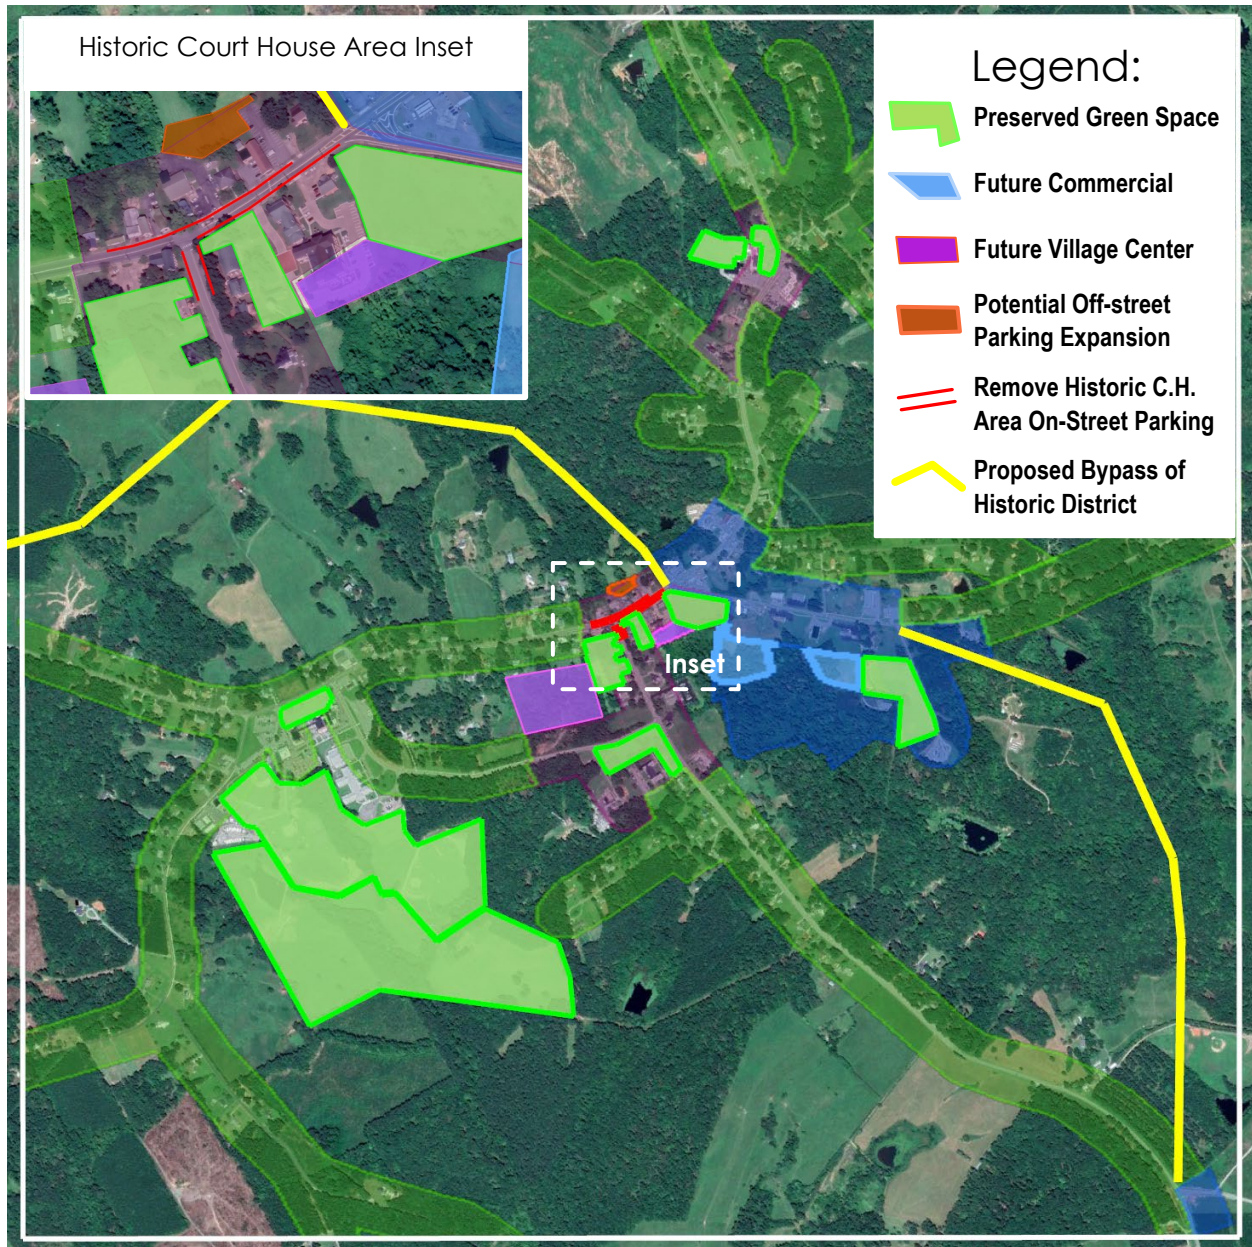 Historic Court House Area Inset
Legend:
Preserved Green Space
Future Commercial
Future Village Center
Potential Off-street
Parking Expansion
Remove Historic C.H.
Area On-Street Parking
Proposed Bypass of
Historic District
Inset